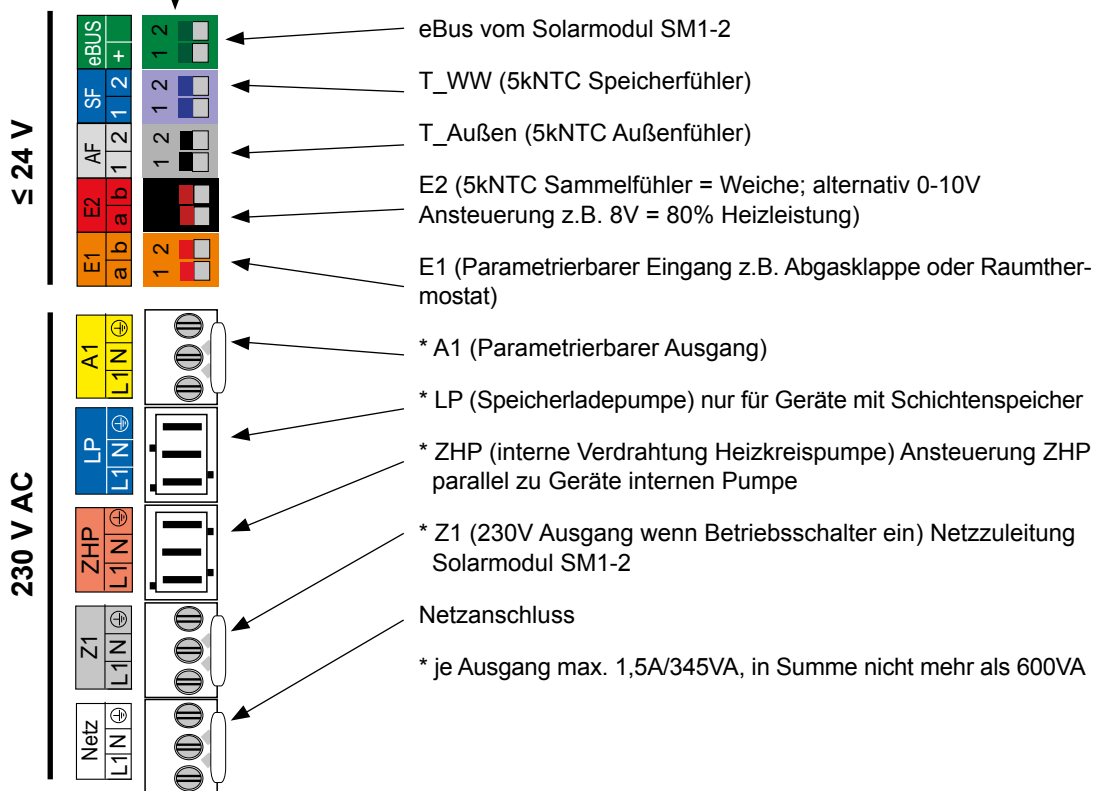 ≤ 24 V
eBUS
+
1 2
eBus vom Solarmodul SM1-2
SF
1 2
1 2
T_WW (5kNTC Speicherfühler)
AF
1 2
1 2
T_Außen (5kNTC Außenfühler)
E2
a b
E2 (5kNTC Sammelfühler = Weiche; alternativ 0-10V
Ansteuerung z.B. 8V = 80% Heizleistung)
E1
a b
1 2
E1 (Parametrierbarer Eingang z.B. Abgasklappe oder Raumther-
mostat)
230 V AC
A1
L1 N
* A1 (Parametrierbarer Ausgang)
LP
L1 N
* LP (Speicherladepumpe) nur für Geräte mit Schichtenspeicher
ZHP
L1 N
* ZHP (interne Verdrahtung Heizkreispumpe) Ansteuerung ZHP
parallel zu Geräte internen Pumpe
Z1
L1 N
* Z1 (230V Ausgang wenn Betriebsschalter ein) Netzzuleitung
Solarmodul SM1-2
Netz
L1 N
Netzanschluss
* je Ausgang max. 1,5A/345VA, in Summe nicht mehr als 600VA